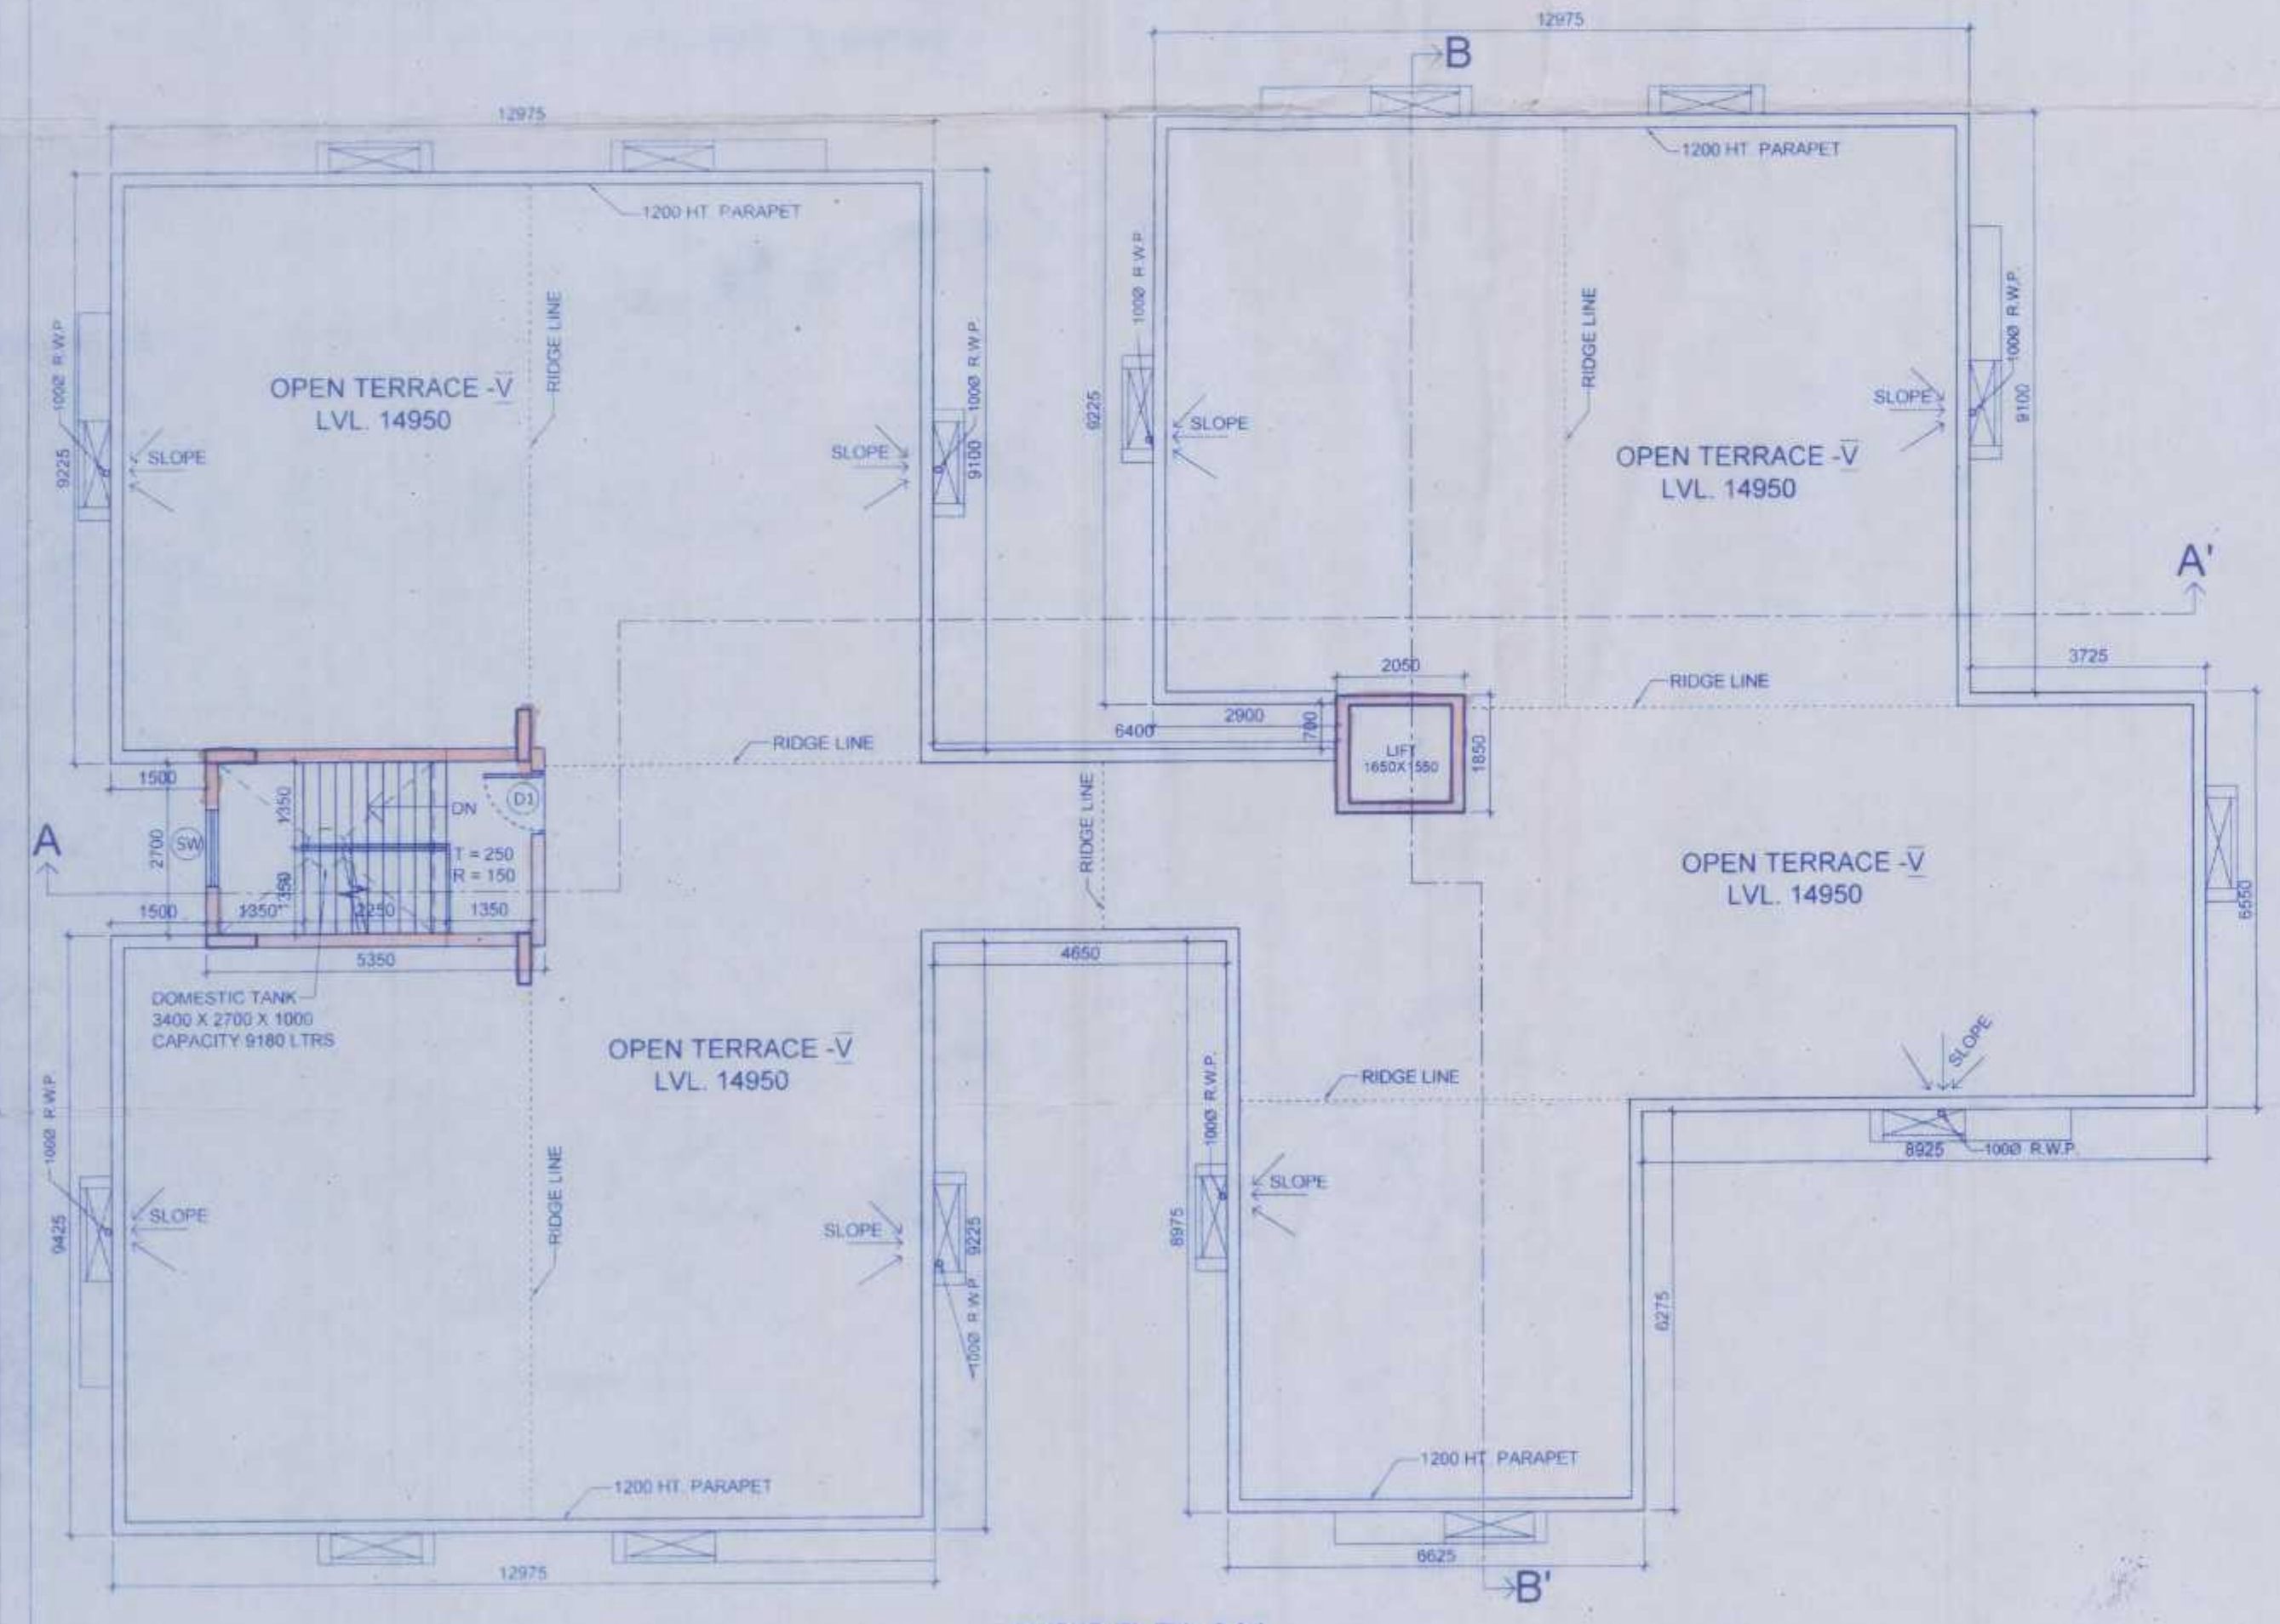 12975
B
12975
1200 HT. PARAPET
1200 HT. PARAPET
100Ø R.W.P.
RIDGE LINE
RIDGE LINE
100Ø R.W.P.
100Ø R.W.P
100Ø R.W.P.
OPEN TERRACE -V
LVL. 14950
9225
9100
SLOPE
SLOPE
SLOPE
SLOPE
9225
9100
OPEN TERRACE -V
LVL. 14950
A'
2050
3725
RIDGE LINE
2900
700
6400
RIDGE LINE
LIFT
1650X1550
1850
1500
1350
DN
D1
RIDGE LINE
A
2700
SW
T = 250
R = 150
OPEN TERRACE -V
LVL. 14950
6550
1350
1500
1350
2250
1350
5350
4650
DOMESTIC TANK
3400 X 2700 X 1000
CAPACITY 9180 LTRS
OPEN TERRACE -V
LVL. 14950
SLOPE
RIDGE LINE
100Ø R.W.P.
100Ø R.W.P.
8925
100Ø R.W.P.
RIDGE LINE
SLOPE
SLOPE
SLOPE
9425
9225
8975
6275
100Ø R.W.P.
1200 HT. PARAPET
1200 HT. PARAPET
12975
6625
B'